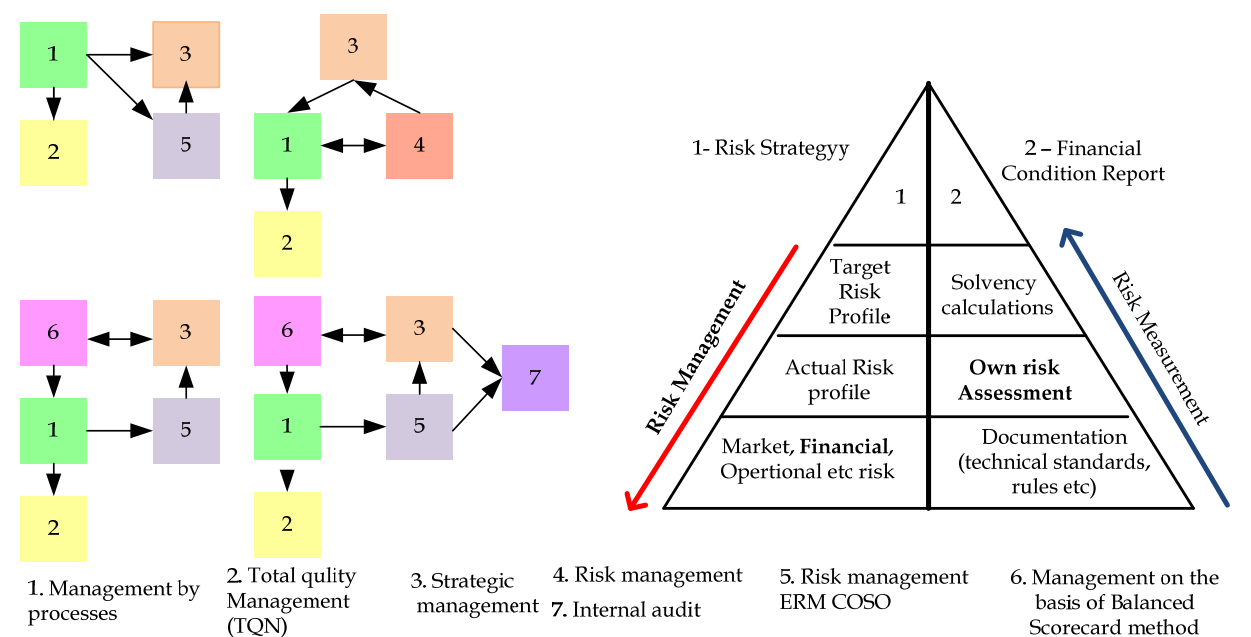 1
3
2
5
3
1
4
2
6
3
1
5
2
6
3
7
1
5
2
1- Risk Strategyy
2 – Financial
Condition Report
1
2
Target
Risk
Profile
Solvency
calculations
Actual Risk
profile
Own risk
Assessment
Market, Financial,
Opertional etc risk
Documentation
(technical standards,
rules etc)
Risk Management
Risk Measurement
1. Management by
processes
2. Total qulity
Management
(TQN)
3. Strategic
management
4. Risk management
7. Internal audit
5. Risk management
ERM COSO
6. Management on the
basis of Balanced
Scorecard method